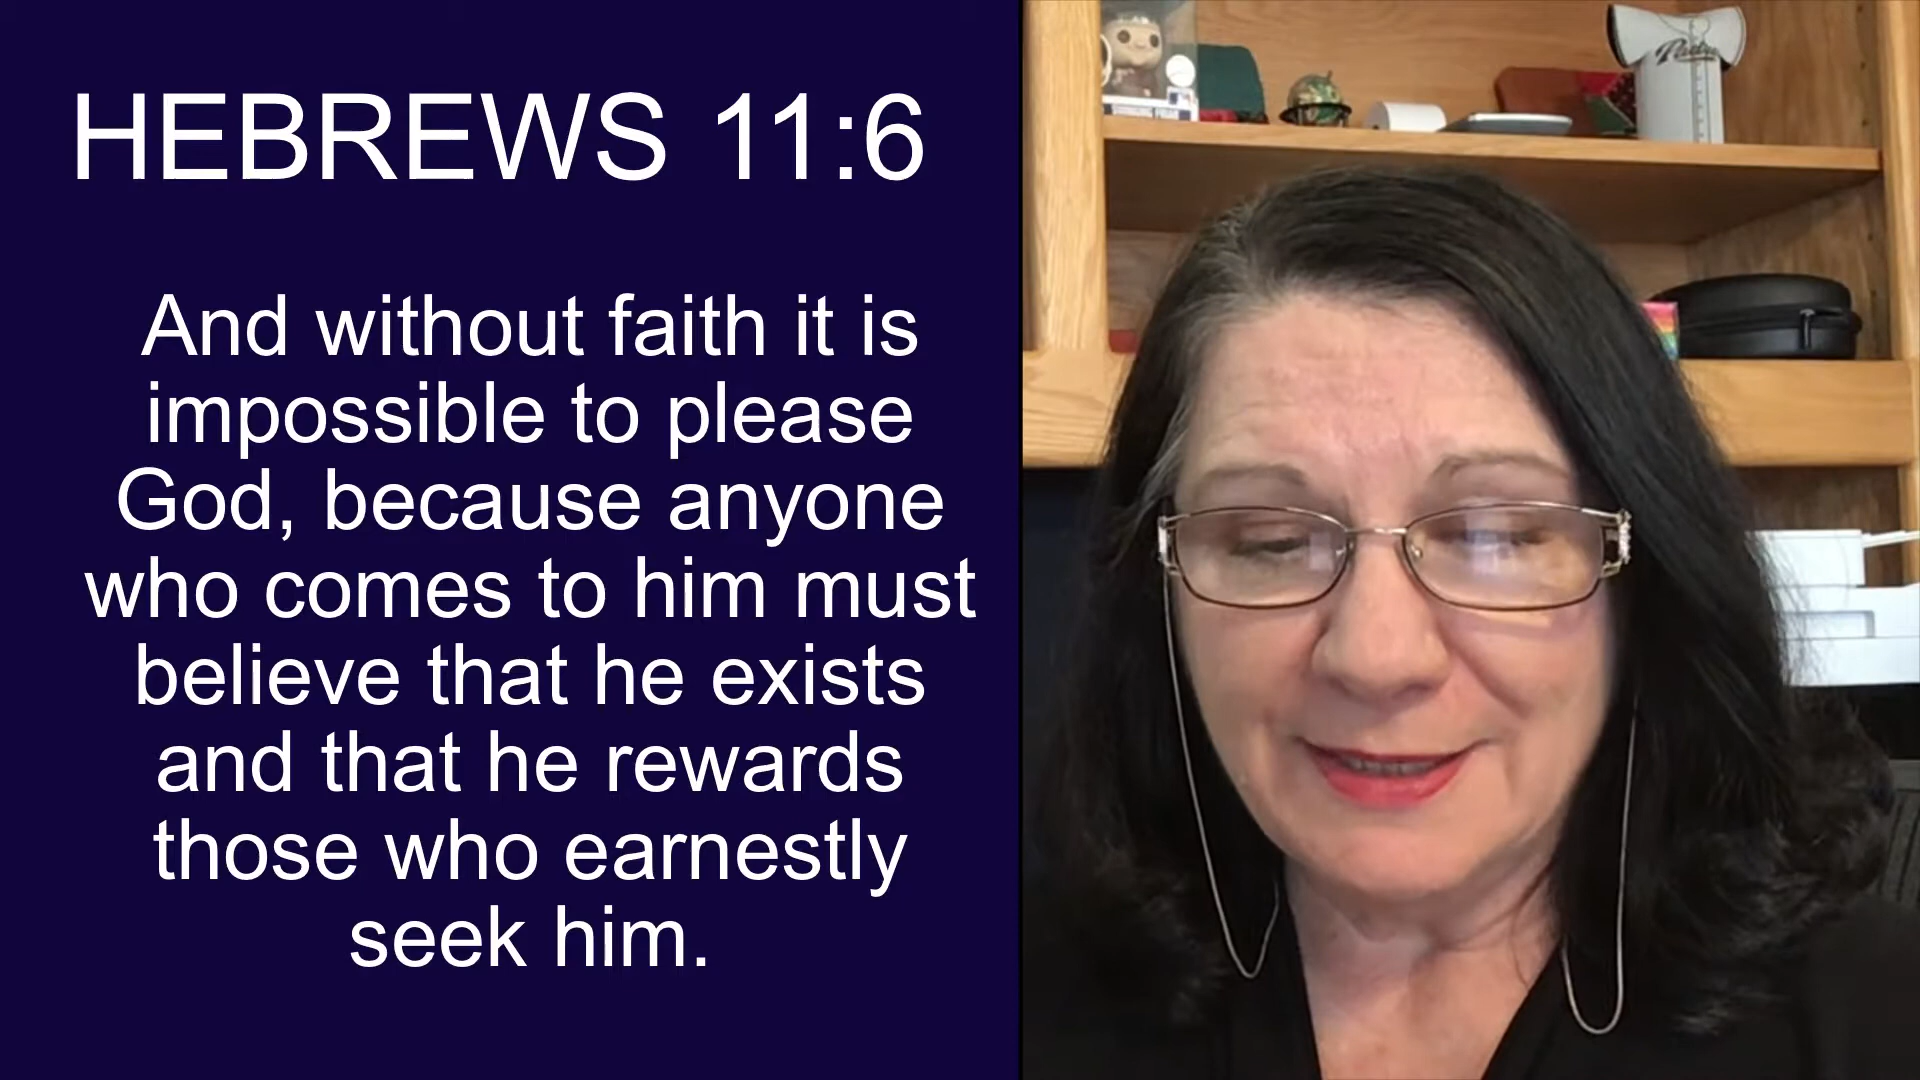 HEBREWS 11:6
And without faith it is
impossible to please
God, because anyone
who comes to him must
believe that he exists
and that he rewards
those who earnestly
seek him.
Padres